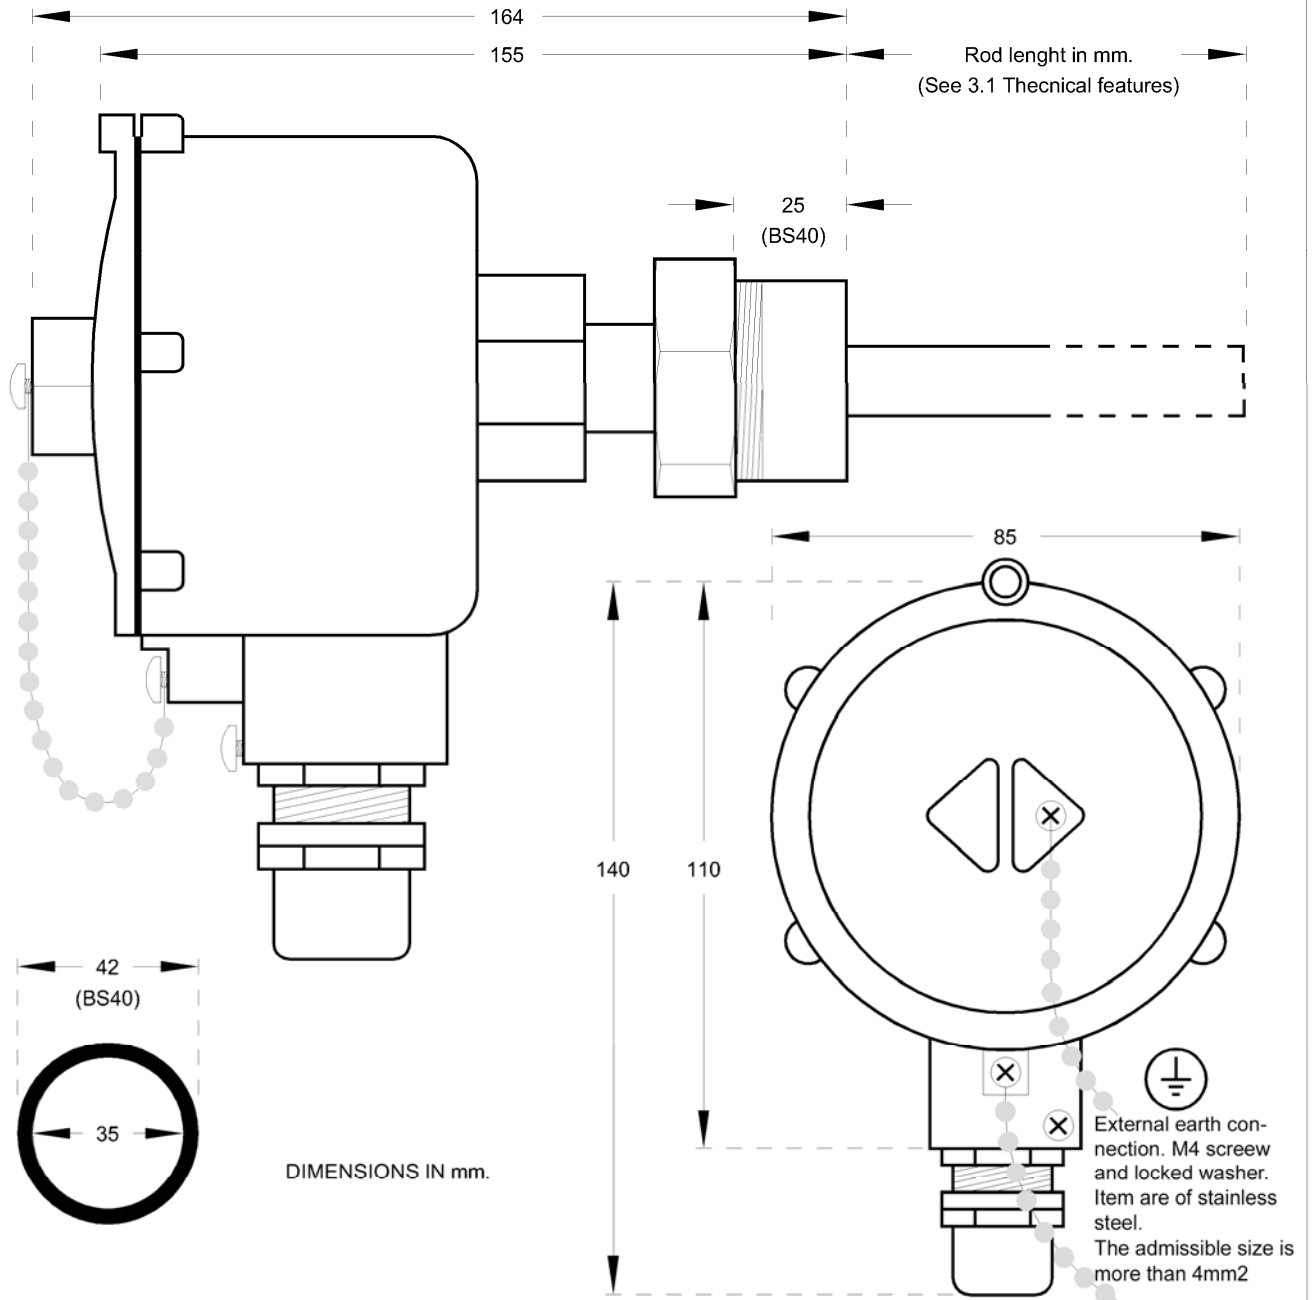 164
155
Rod lenght in mm.
(See 3.1 Thecnical features)
25
(BS40)
85
140
110
42
(BS40)
35
DIMENSIONS IN mm.
External earth con-
nection. M4 screew
and locked washer.
Item are of stainless
steel.
The admissible size is
more than 4mm2